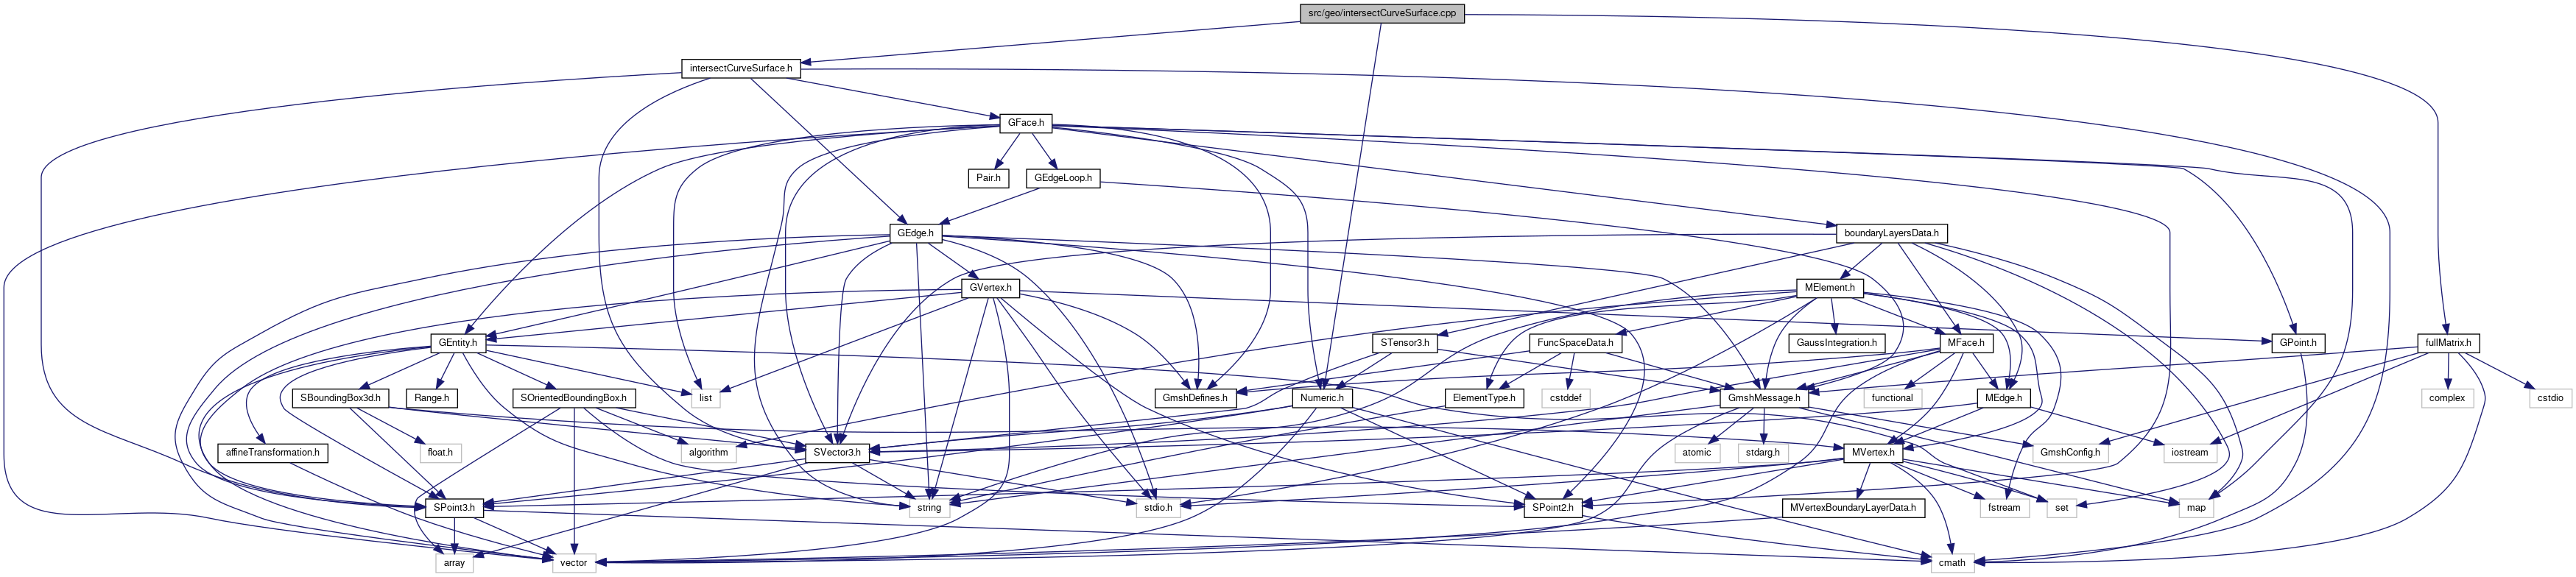 src/geo/intersectCurveSurface.cpp
intersectCurveSurface.h
GFace.h
Pair.h
GEdgeLoop.h
GEdge.h
boundaryLayersData.h
GVertex.h
MElement.h
GEntity.h
STensor3.h
FuncSpaceData.h
GaussIntegration.h
MFace.h
GPoint.h
fullMatrix.h
SBoundingBox3d.h
Range.h
SOrientedBoundingBox.h
list
GmshDefines.h
Numeric.h
ElementType.h
cstddef
GmshMessage.h
functional
MEdge.h
complex
cstdio
affineTransformation.h
float.h
algorithm
SVector3.h
atomic
stdarg.h
MVertex.h
GmshConfig.h
iostream
SPoint3.h
string
stdio.h
SPoint2.h
MVertexBoundaryLayerData.h
fstream
set
map
array
vector
cmath